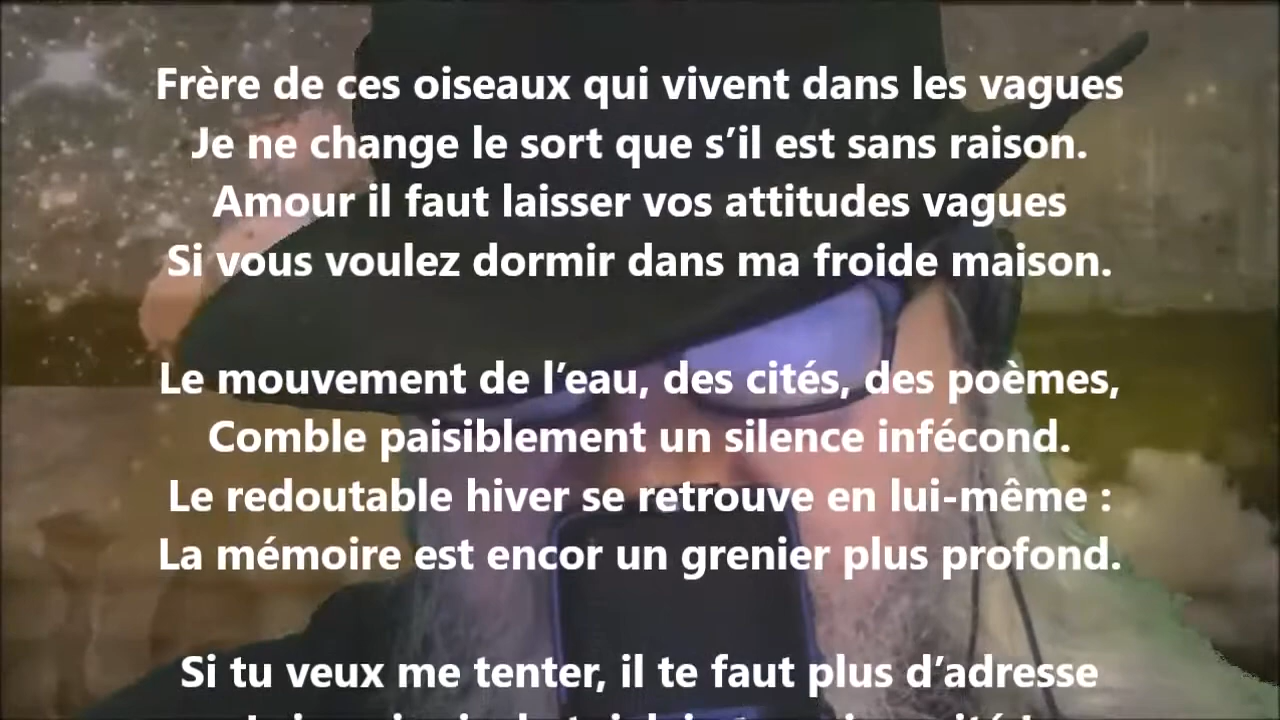 Frère de ces oiseaux qui vivent dans les vagues
Je ne change le sort que s’il est sans raison.
Amour il faut laisser vos attitudes vagues
Si vous voulez dormir dans ma froide maison.
Le mouvement de l’eau, des cités, des poèmes,
Comble paisiblement un silence infécond.
Le redoutable hiver se retrouve en lui-même :
La mémoire est encor un grenier plus profond.
Si tu veux me tenter, il te faut plus d’adresse